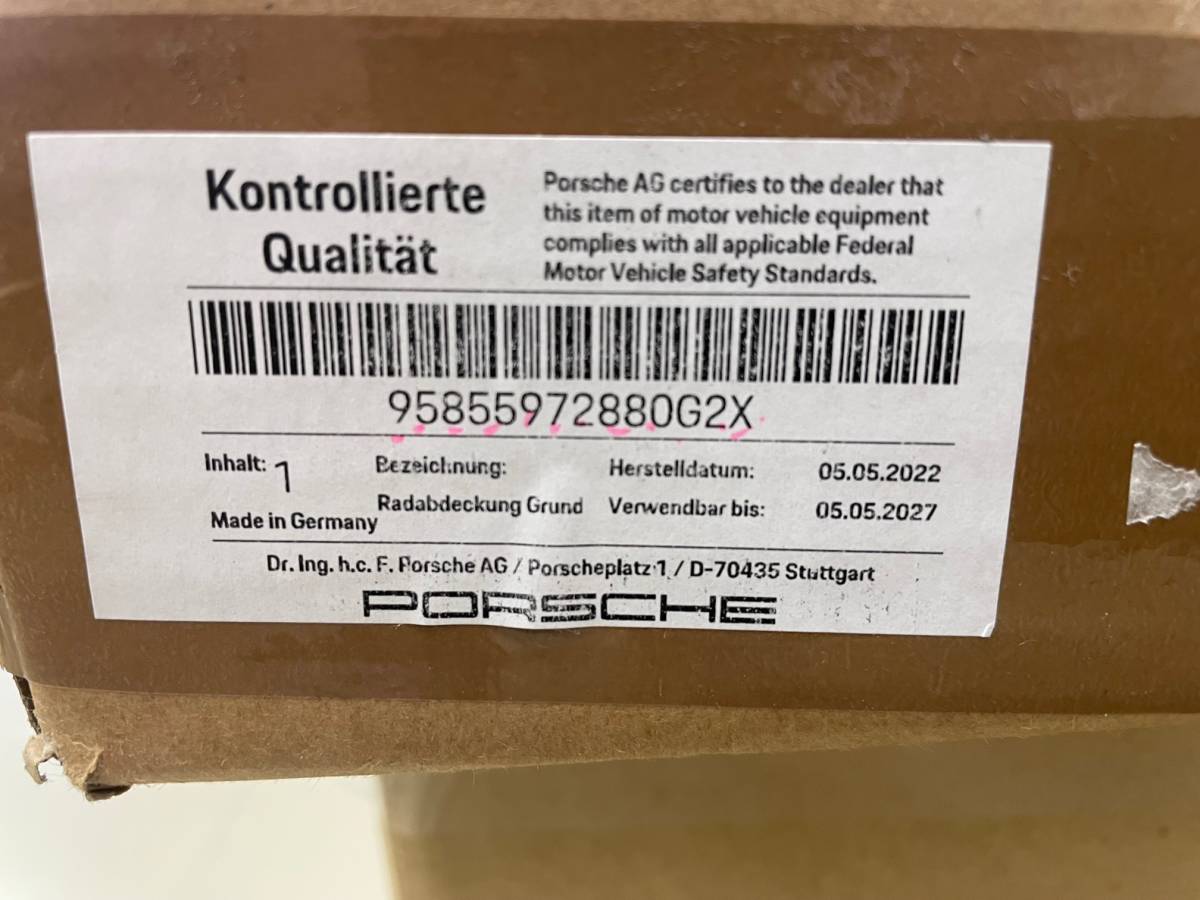 Kontrollierte
Qualität
Porsche AG certifies to the dealer that
this item of motor vehicle equipment
complies with all applicable Federal
Motor Vehicle Safety Standards.
95855972880G2X
Inhalt: 1
Bezeichnung:
Radabdeckung Grund
Herstelldatum: 05.05.2022
Verwendbar bis: 05.05.2027
Made in Germany
Dr. Ing. h.c. F. Porsche AG / Porscheplatz 1 / D-70435 Stuttgart
PORSCHE